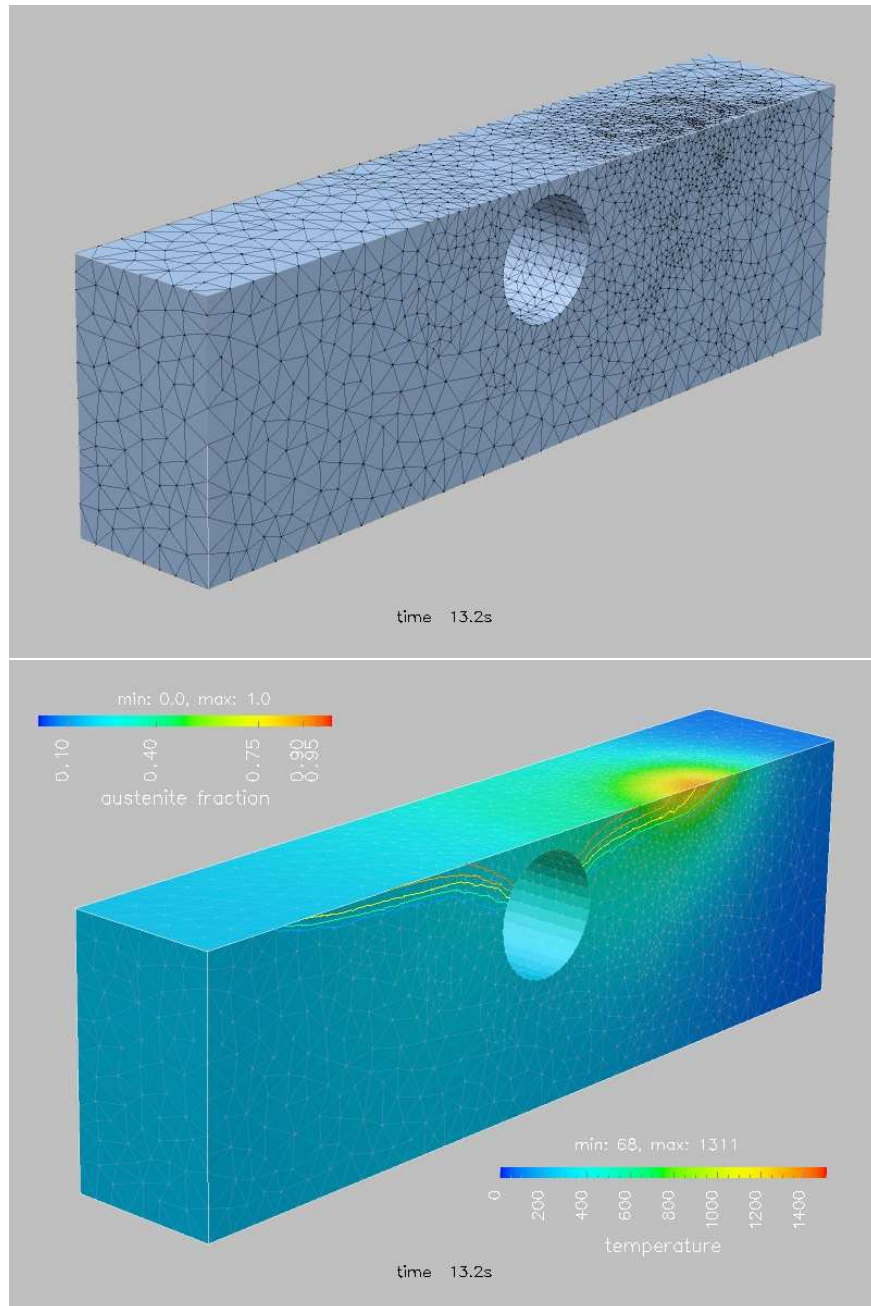 time 13.2s
min: 0.0, max: 1.0
0.10 0.40 0.75 0.90 0.95
austenite fraction
min: 68, max: 1311
0 200 400 600 800 1000 1200 1400
temperature
time 13.2s